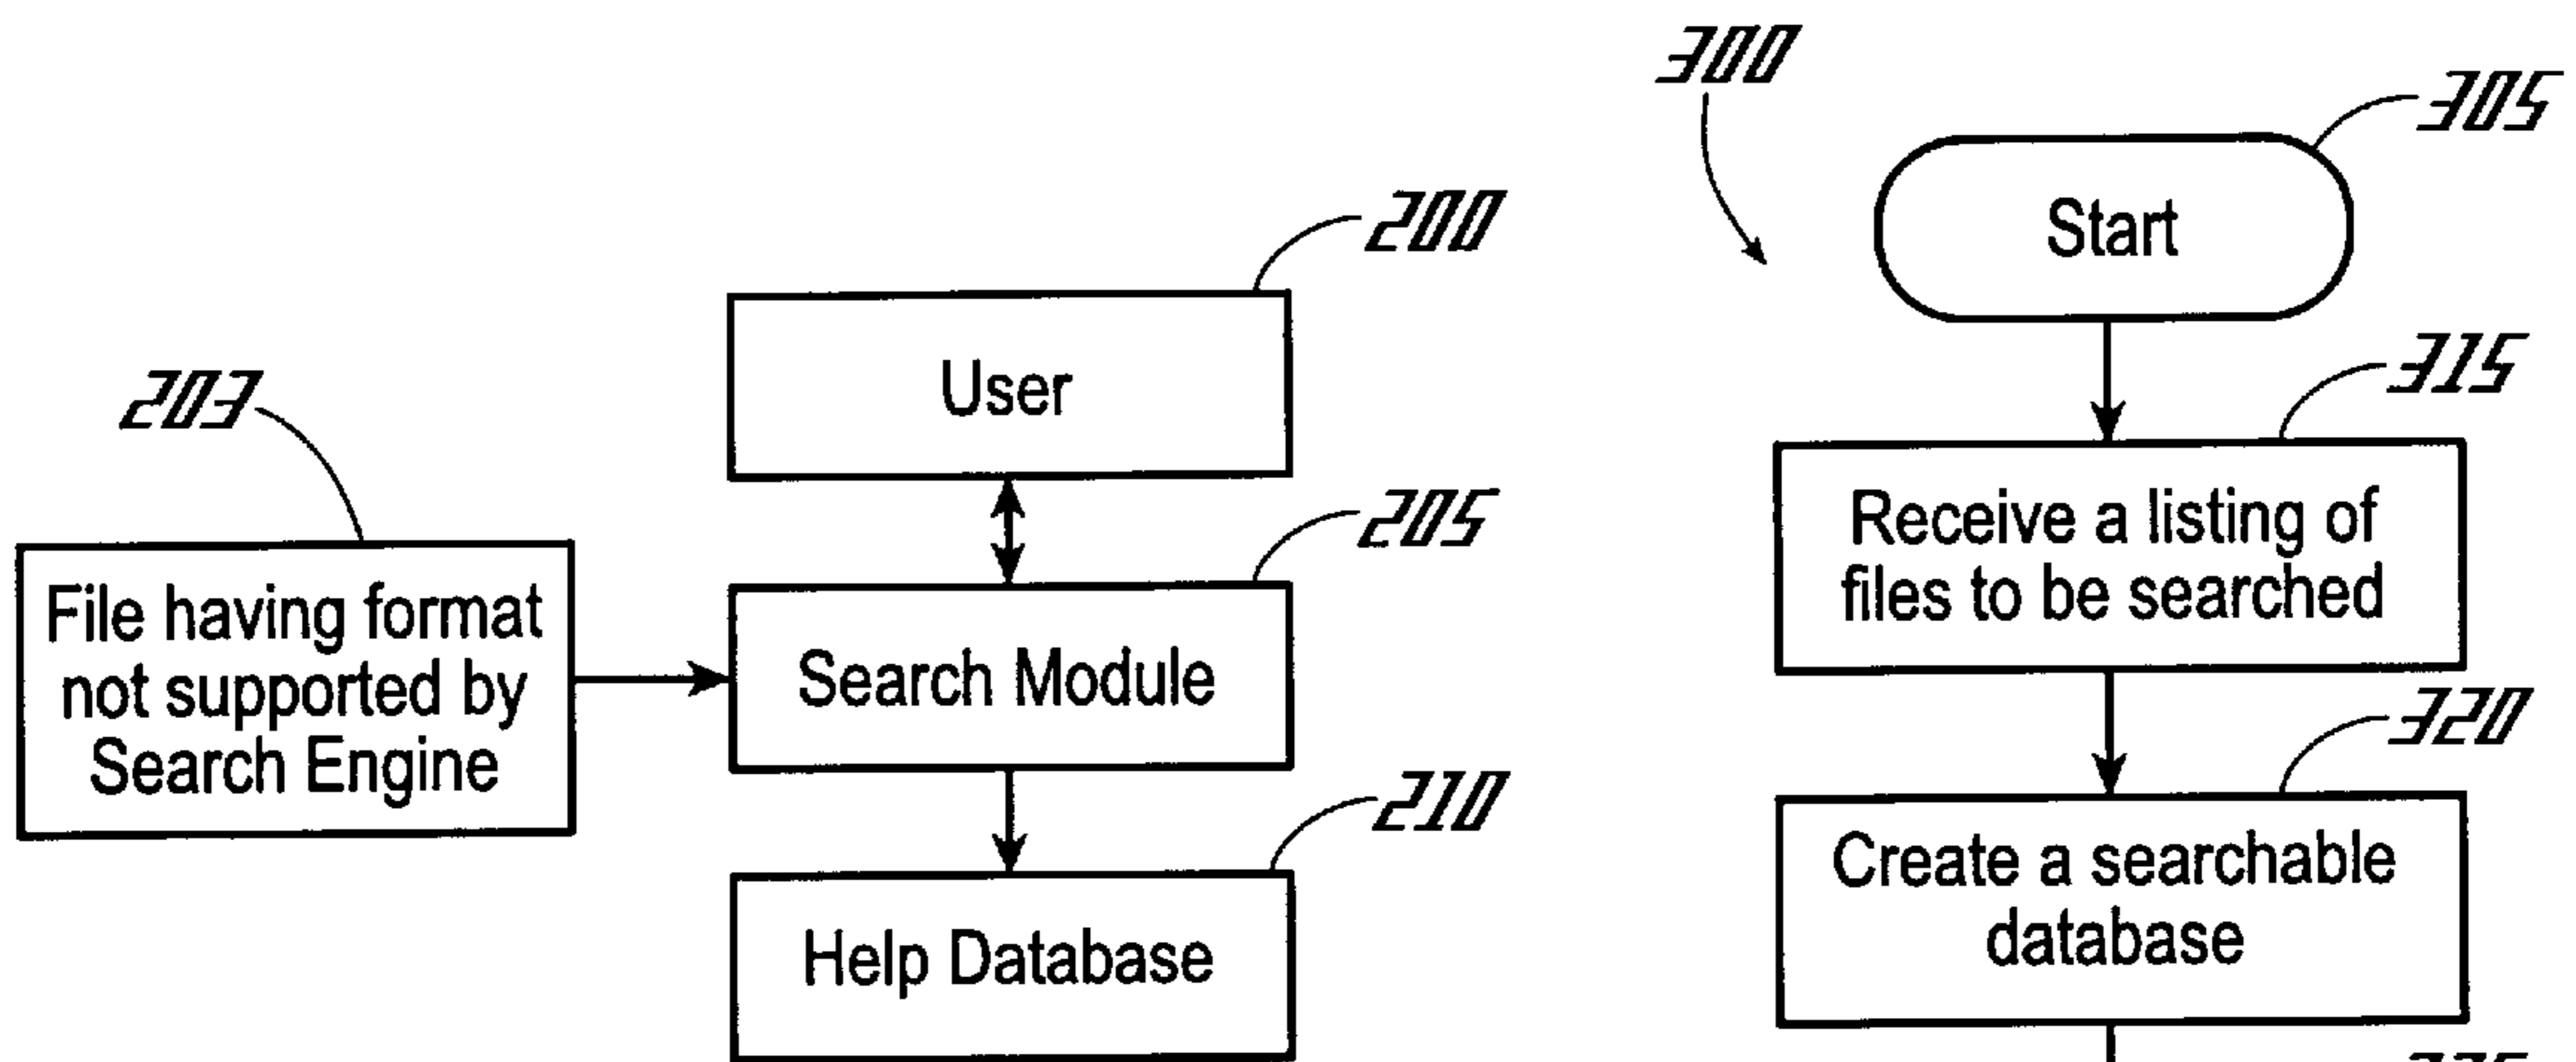 200
User
203
File having format
not supported by
Search Engine
205
Search Module
210
Help Database
300
305
Start
315
Receive a listing of
files to be searched
320
Create a searchable
database